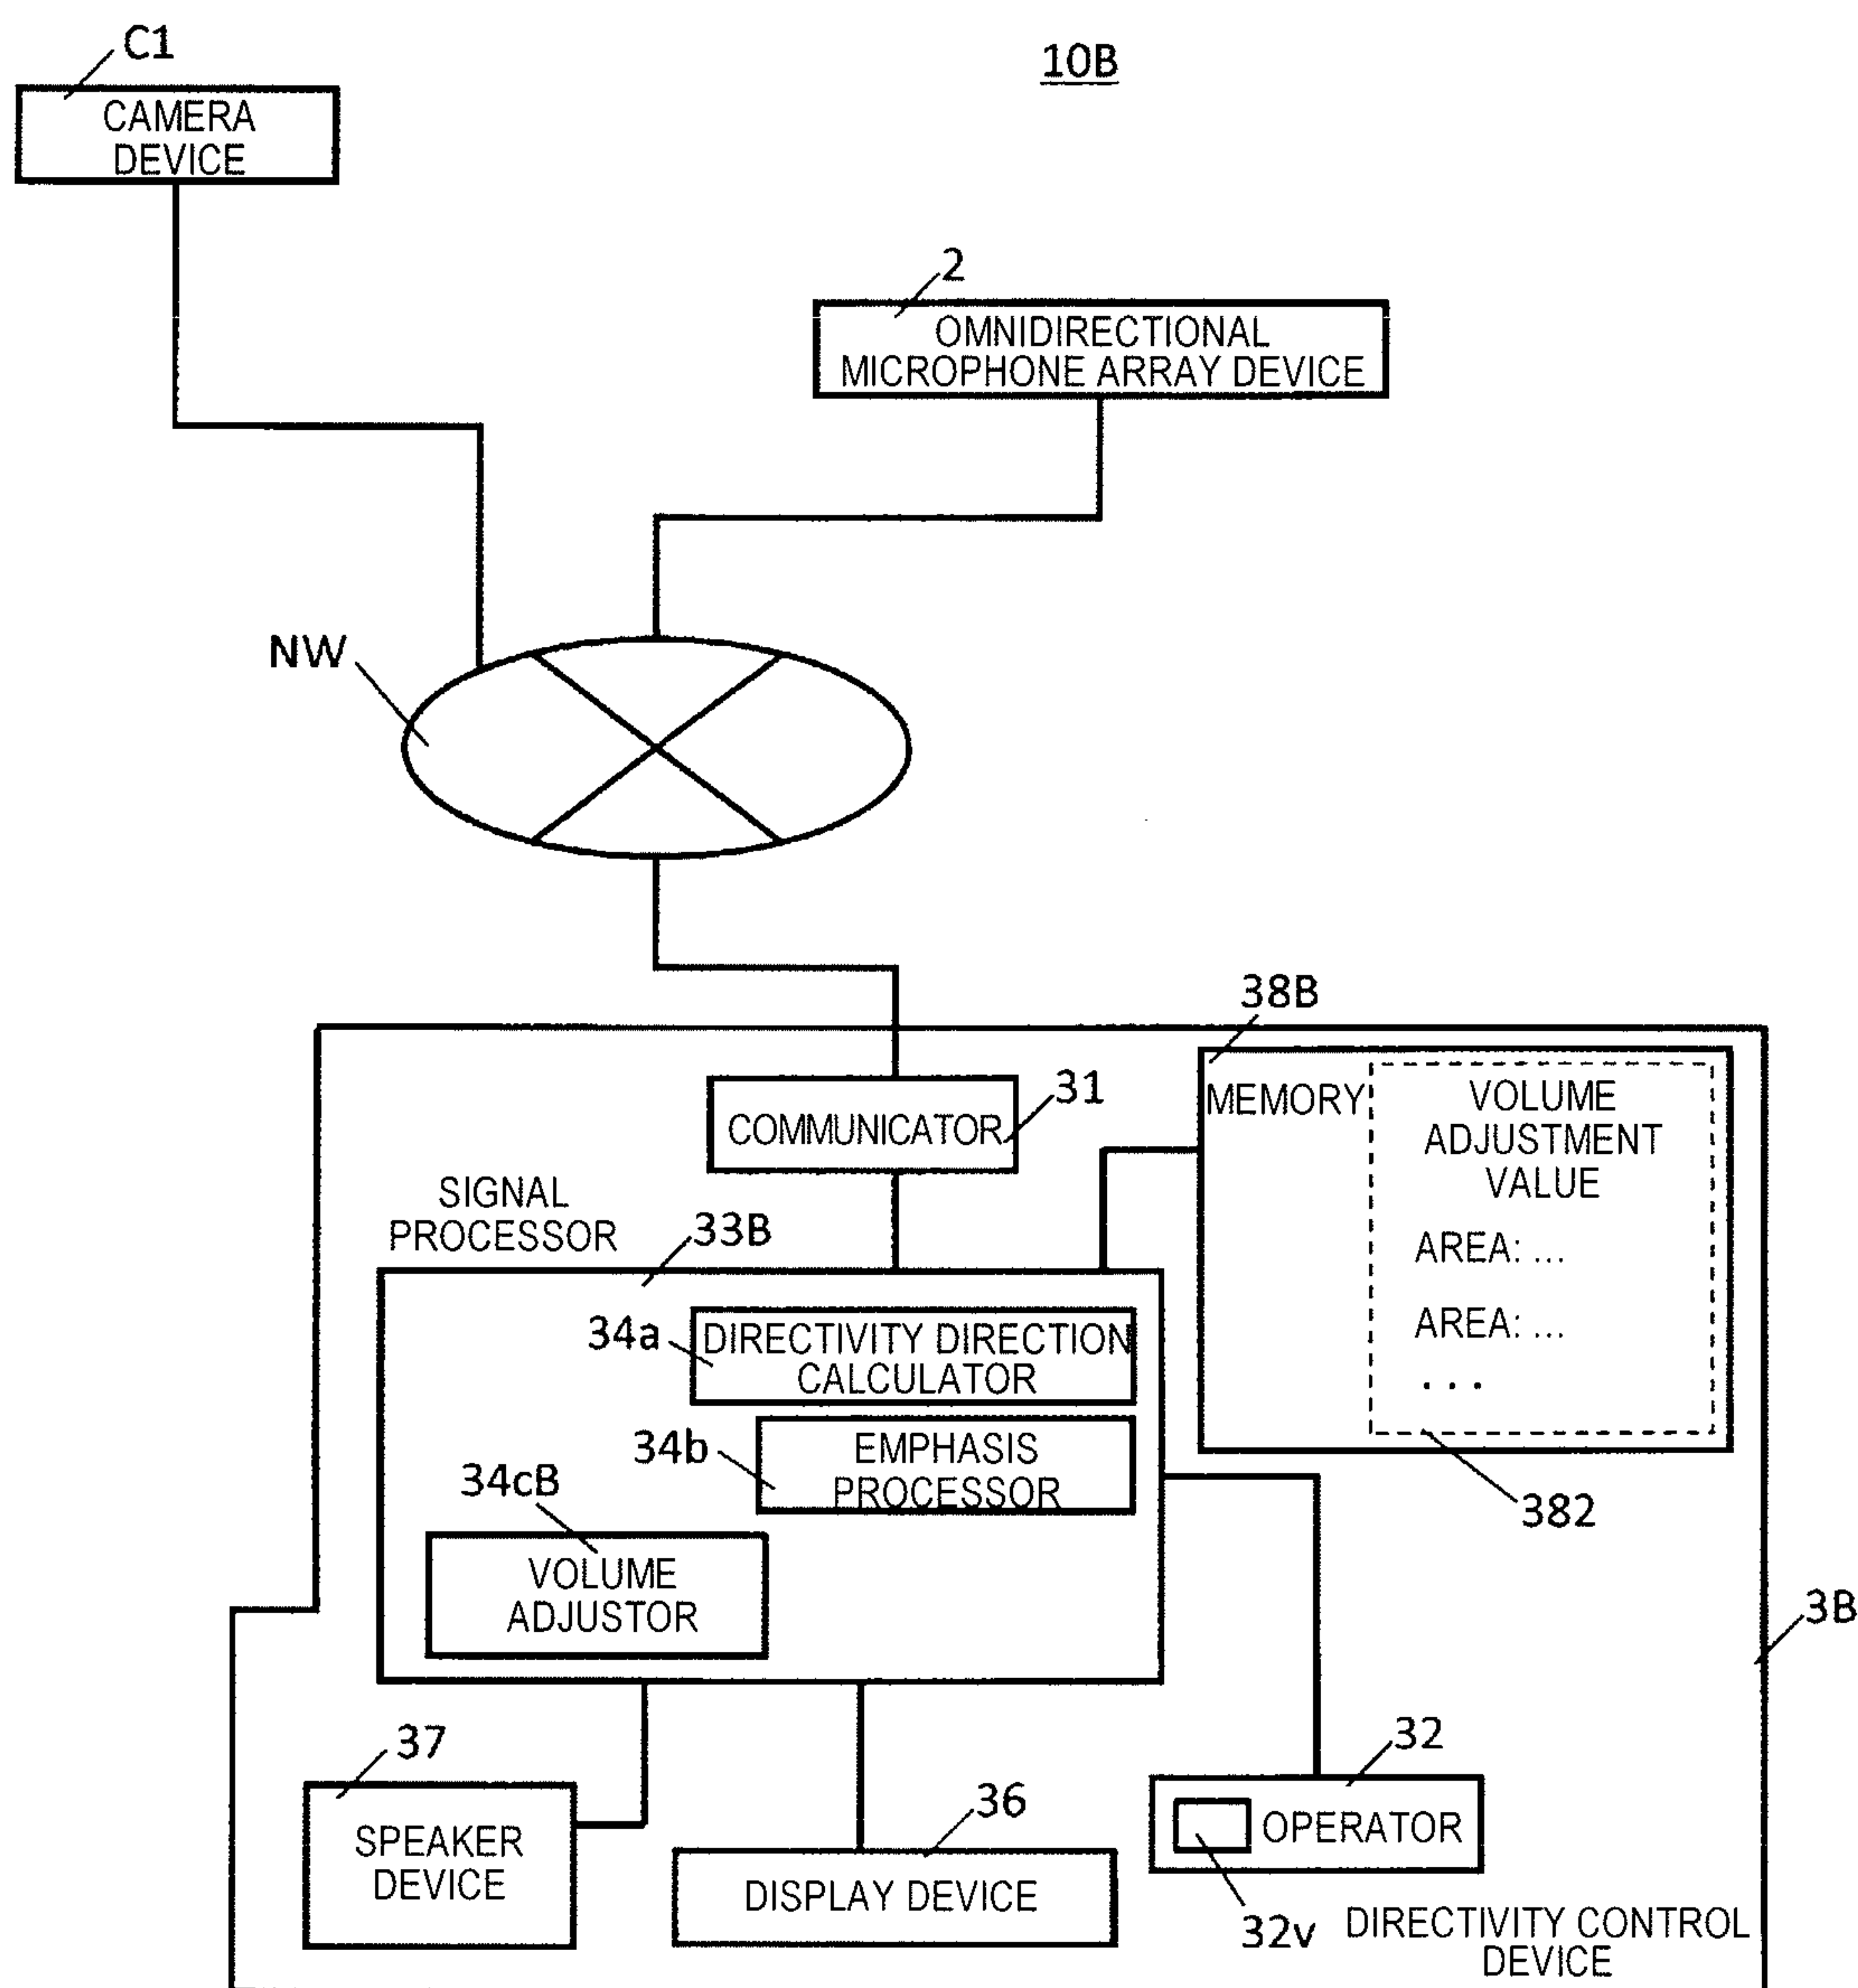 C1
10B
CAMERA
DEVICE
2
OMNIDIRECTIONAL
MICROPHONE ARRAY DEVICE
NW
38B
31
COMMUNICATOR
MEMORY
VOLUME
ADJUSTMENT
VALUE
AREA: ...
AREA: ...
...
382
SIGNAL
PROCESSOR
33B
34a
DIRECTIVITY DIRECTION
CALCULATOR
34b
EMPHASIS
PROCESSOR
34cB
VOLUME
ADJUSTOR
3B
37
SPEAKER
DEVICE
36
DISPLAY DEVICE
32
OPERATOR
32v
DIRECTIVITY CONTROL
DEVICE